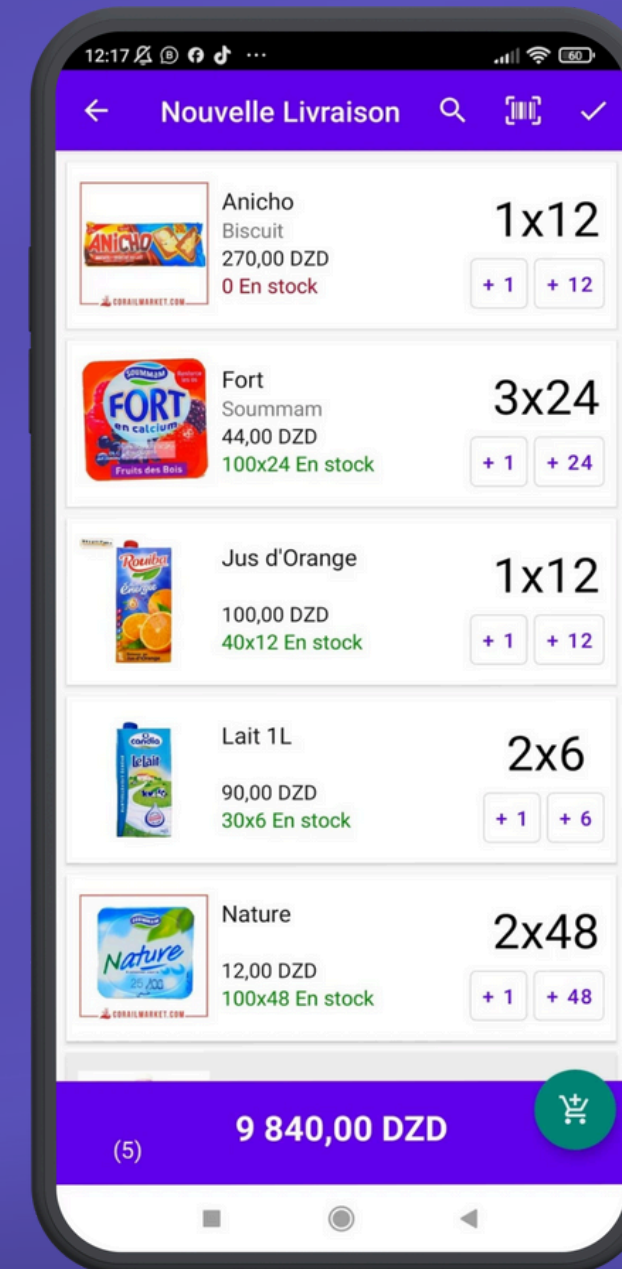 12:17 ...
60
Nouvelle Livraison
ANICHO
CORAILMARKET.COM
Anicho
Biscuit
270,00 DZD
0 En stock
1x12
+ 1
+ 12
SOUMMAM
FORT
en calcium
Fruits des Bois
Fort
Soummam
44,00 DZD
100x24 En stock
3x24
+ 1
+ 24
Rouiba
Énergie
Jus d'Orange
100,00 DZD
40x12 En stock
1x12
+ 1
+ 12
candia
le lait
Lait 1L
90,00 DZD
30x6 En stock
2x6
+ 1
+ 6
SOUMMAM
Nature
CORAILMARKET.COM
Nature
12,00 DZD
100x48 En stock
2x48
+ 1
+ 48
(5)
9 840,00 DZD